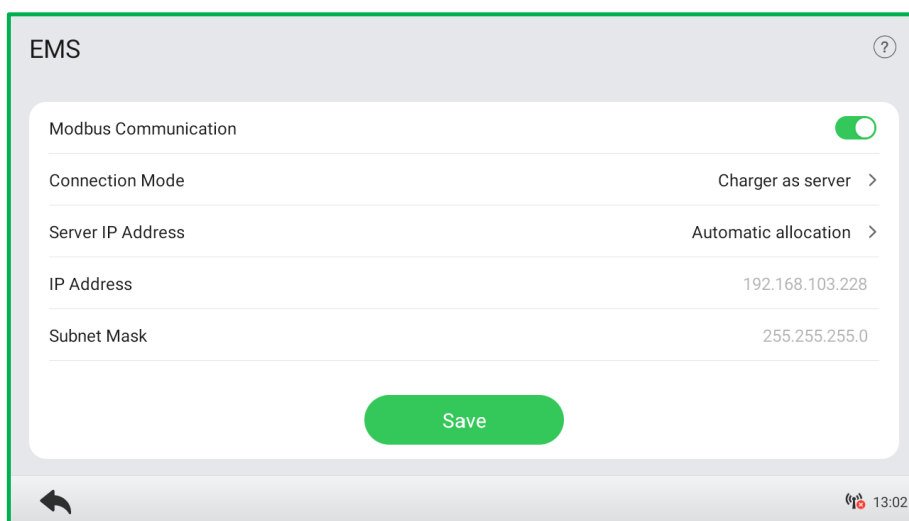 EMS
?
Modbus Communication
Connection Mode Charger as server >
Server IP Address Automatic allocation >
IP Address 192.168.103.228
Subnet Mask 255.255.255.0
Save
13:02